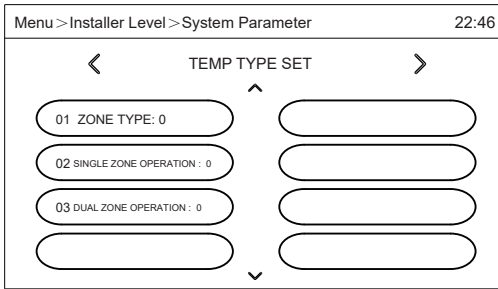 Menu>Installer Level>System Parameter 22:46
TEMP TYPE SET
01 ZONE TYPE: 0
02 SINGLE ZONE OPERATION : 0
03 DUAL ZONE OPERATION : 0